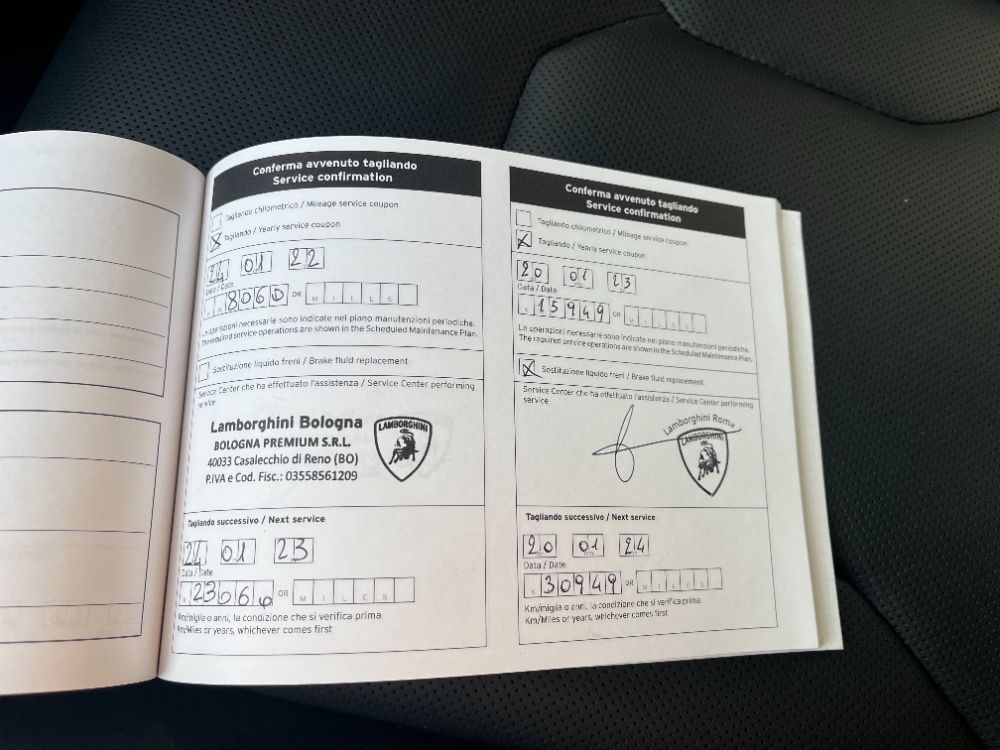 Conferma avvenuto tagliando
Service confirmation
Tagliando chilometrico / Mileage service coupon
X Tagliando / Yearly service coupon
24 01 22
Data / Date
8060 OR MILES
Le operazioni necessarie sono indicate nel piano manutenzioni periodiche.
The required service operations are shown in the Scheduled Maintenance Plan.
Sostituzione liquido freni / Brake fluid replacement
Service Center che ha effettuato l'assistenza / Service Center performing
service
Lamborghini Bologna
BOLOGNA PREMIUM S.R.L.
40033 Casalecchio di Reno (BO)
P.IVA e Cod. Fisc.: 03558561209
LAMBORGHINI
Tagliando successivo / Next service
24 01 23
Data / Date
23060 OR MILES
Km/miglia o anni, la condizione che si verifica prima
Km/Miles or years, whichever comes first
Conferma avvenuto tagliando
Service confirmation
Tagliando chilometrico / Mileage service coupon
X Tagliando / Yearly service coupon
20 01 23
Data / Date
15949 OR
Le operazioni necessarie sono indicate nel piano manutenzioni periodiche.
The required service operations are shown in the Scheduled Maintenance Plan.
X Sostituzione liquido freni / Brake fluid replacement
Service Center che ha effettuato l'assistenza / Service Center performing
service
Lamborghini Roma
LAMBORGHINI
Tagliando successivo / Next service
20 01 24
Data / Date
30949 OR MILES
Km/miglia o anni, la condizione che si verifica prima
Km/Miles or years, whichever comes first